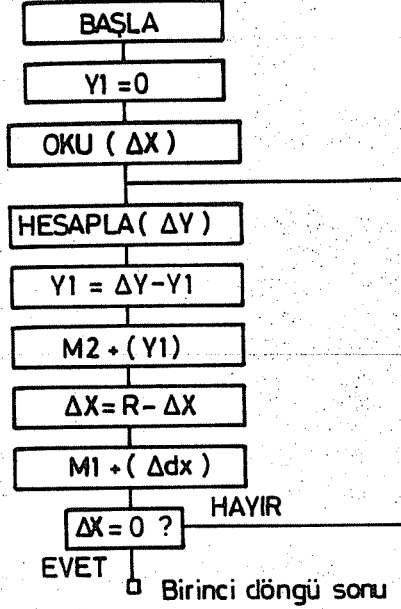 BAŞLA
Y1 = 0
OKU ( ΔX )
HESAPLA( ΔY )
Y1 = ΔY-Y1
M2 + (Y1)
ΔX = R - ΔX
M1 + ( Δdx )
ΔX = 0 ?
HAYIR
EVET
Birinci döngü sonu